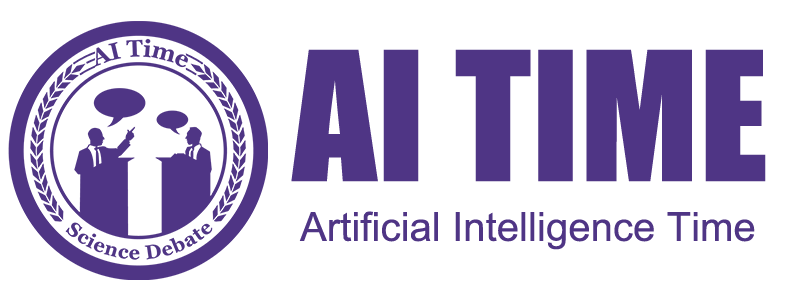 AI Time
Science Debate
AI TIME
Artificial Intelligence Time